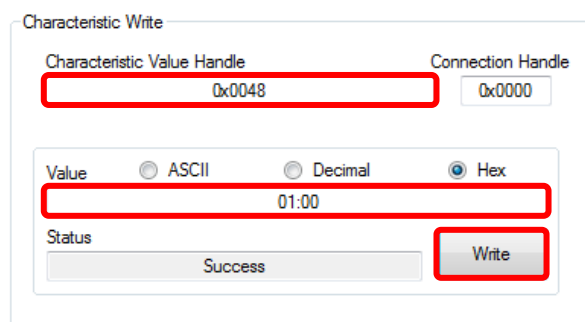 Characteristic Write
Characteristic Value Handle Connection Handle
0x0048 0x0000
Value ASCII Decimal Hex
01:00
Status
Success Write